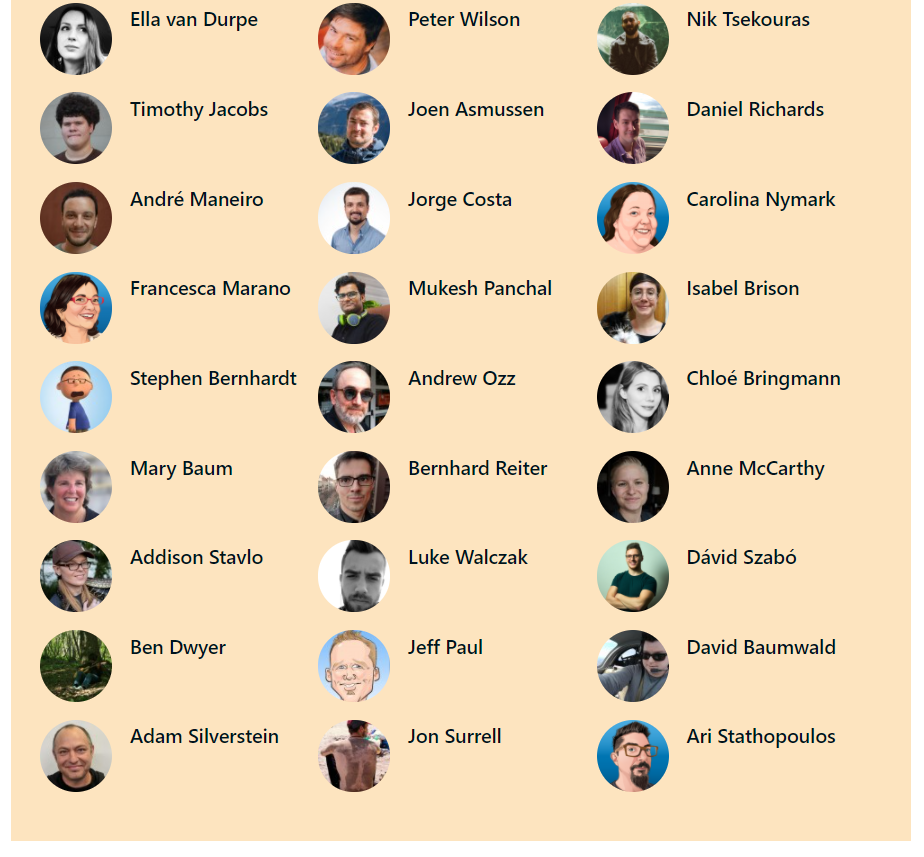 Ella van Durpe
Peter Wilson
Nik Tsekouras
Timothy Jacobs
Joen Asmussen
Daniel Richards
André Maneiro
Jorge Costa
Carolina Nymark
Francesca Marano
Mukesh Panchal
Isabel Brison
Stephen Bernhardt
Andrew Ozz
Chloé Bringmann
Mary Baum
Bernhard Reiter
Anne McCarthy
Addison Stavlo
Luke Walczak
Dávid Szabó
Ben Dwyer
Jeff Paul
David Baumwald
Adam Silverstein
Jon Surrell
Ari Stathopoulos